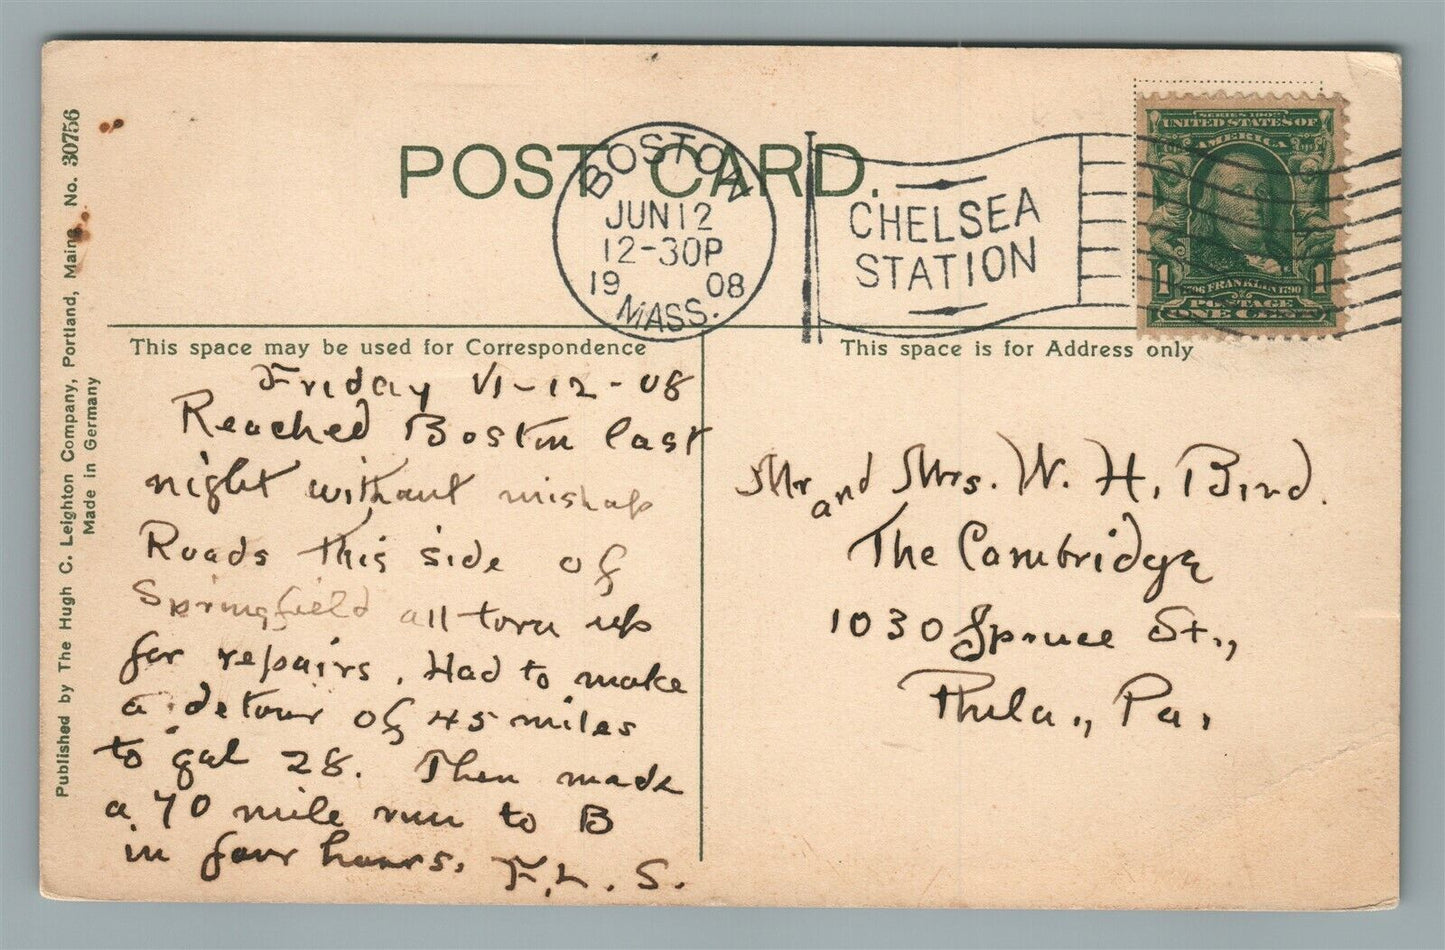 POST CARD.
BOSTON
JUN 12
12-30P
19 08
MASS.
CHELSEA
STATION
SERIES 1902
UNITED STATES OF
AMERICA
1 FRANKLIN 1790 1
POSTAGE
ONE CENT
This space may be used for Correspondence
This space is for Address only
Friday VI-12-08
Reached Boston last
night without mishap
Roads this side of
Springfield all torn up
for repairs. Had to make
a detour of 45 miles
to gal 28. Then made
a 70 mile run to B
in four hours. F.L.S.
Mr and Mrs. W. H. Bird.
The Cambridge
1030 Spruce St.,
Phila., Pa.
Published by The Hugh C. Leighton Company, Portland, Maine. No. 30756
Made in Germany